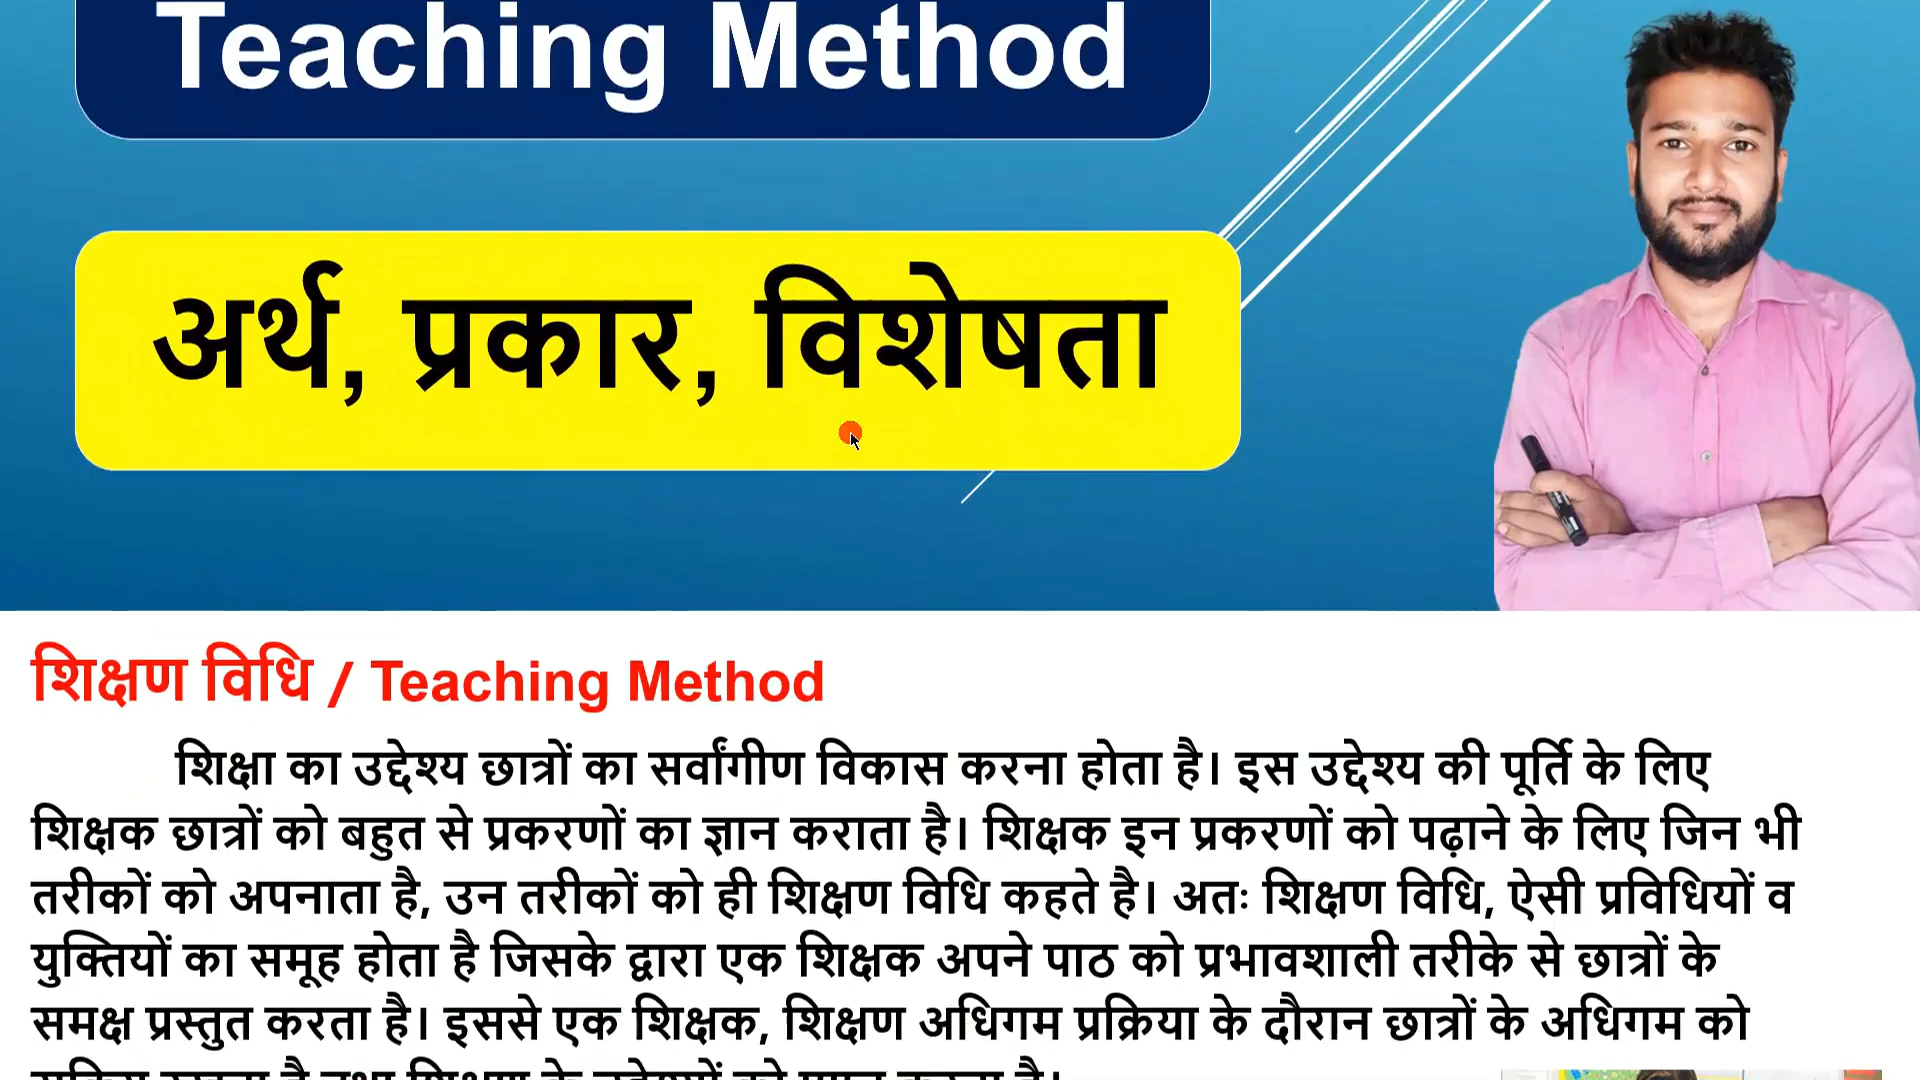 Teaching Method
अर्थ, प्रकार, विशेषता
शिक्षण विधि / Teaching Method
शिक्षा का उद्देश्य छात्रों का सर्वांगीण विकास करना होता है। इस उद्देश्य की पूर्ति के लिए
शिक्षक छात्रों को बहुत से प्रकरणों का ज्ञान कराता है। शिक्षक इन प्रकरणों को पढ़ाने के लिए जिन भी
तरीकों को अपनाता है, उन तरीकों को ही शिक्षण विधि कहते है। अतः शिक्षण विधि, ऐसी प्रविधियों व
युक्तियों का समूह होता है जिसके द्वारा एक शिक्षक अपने पाठ को प्रभावशाली तरीके से छात्रों के
समक्ष प्रस्तुत करता है। इससे एक शिक्षक, शिक्षण अधिगम प्रक्रिया के दौरान छात्रों के अधिगम को